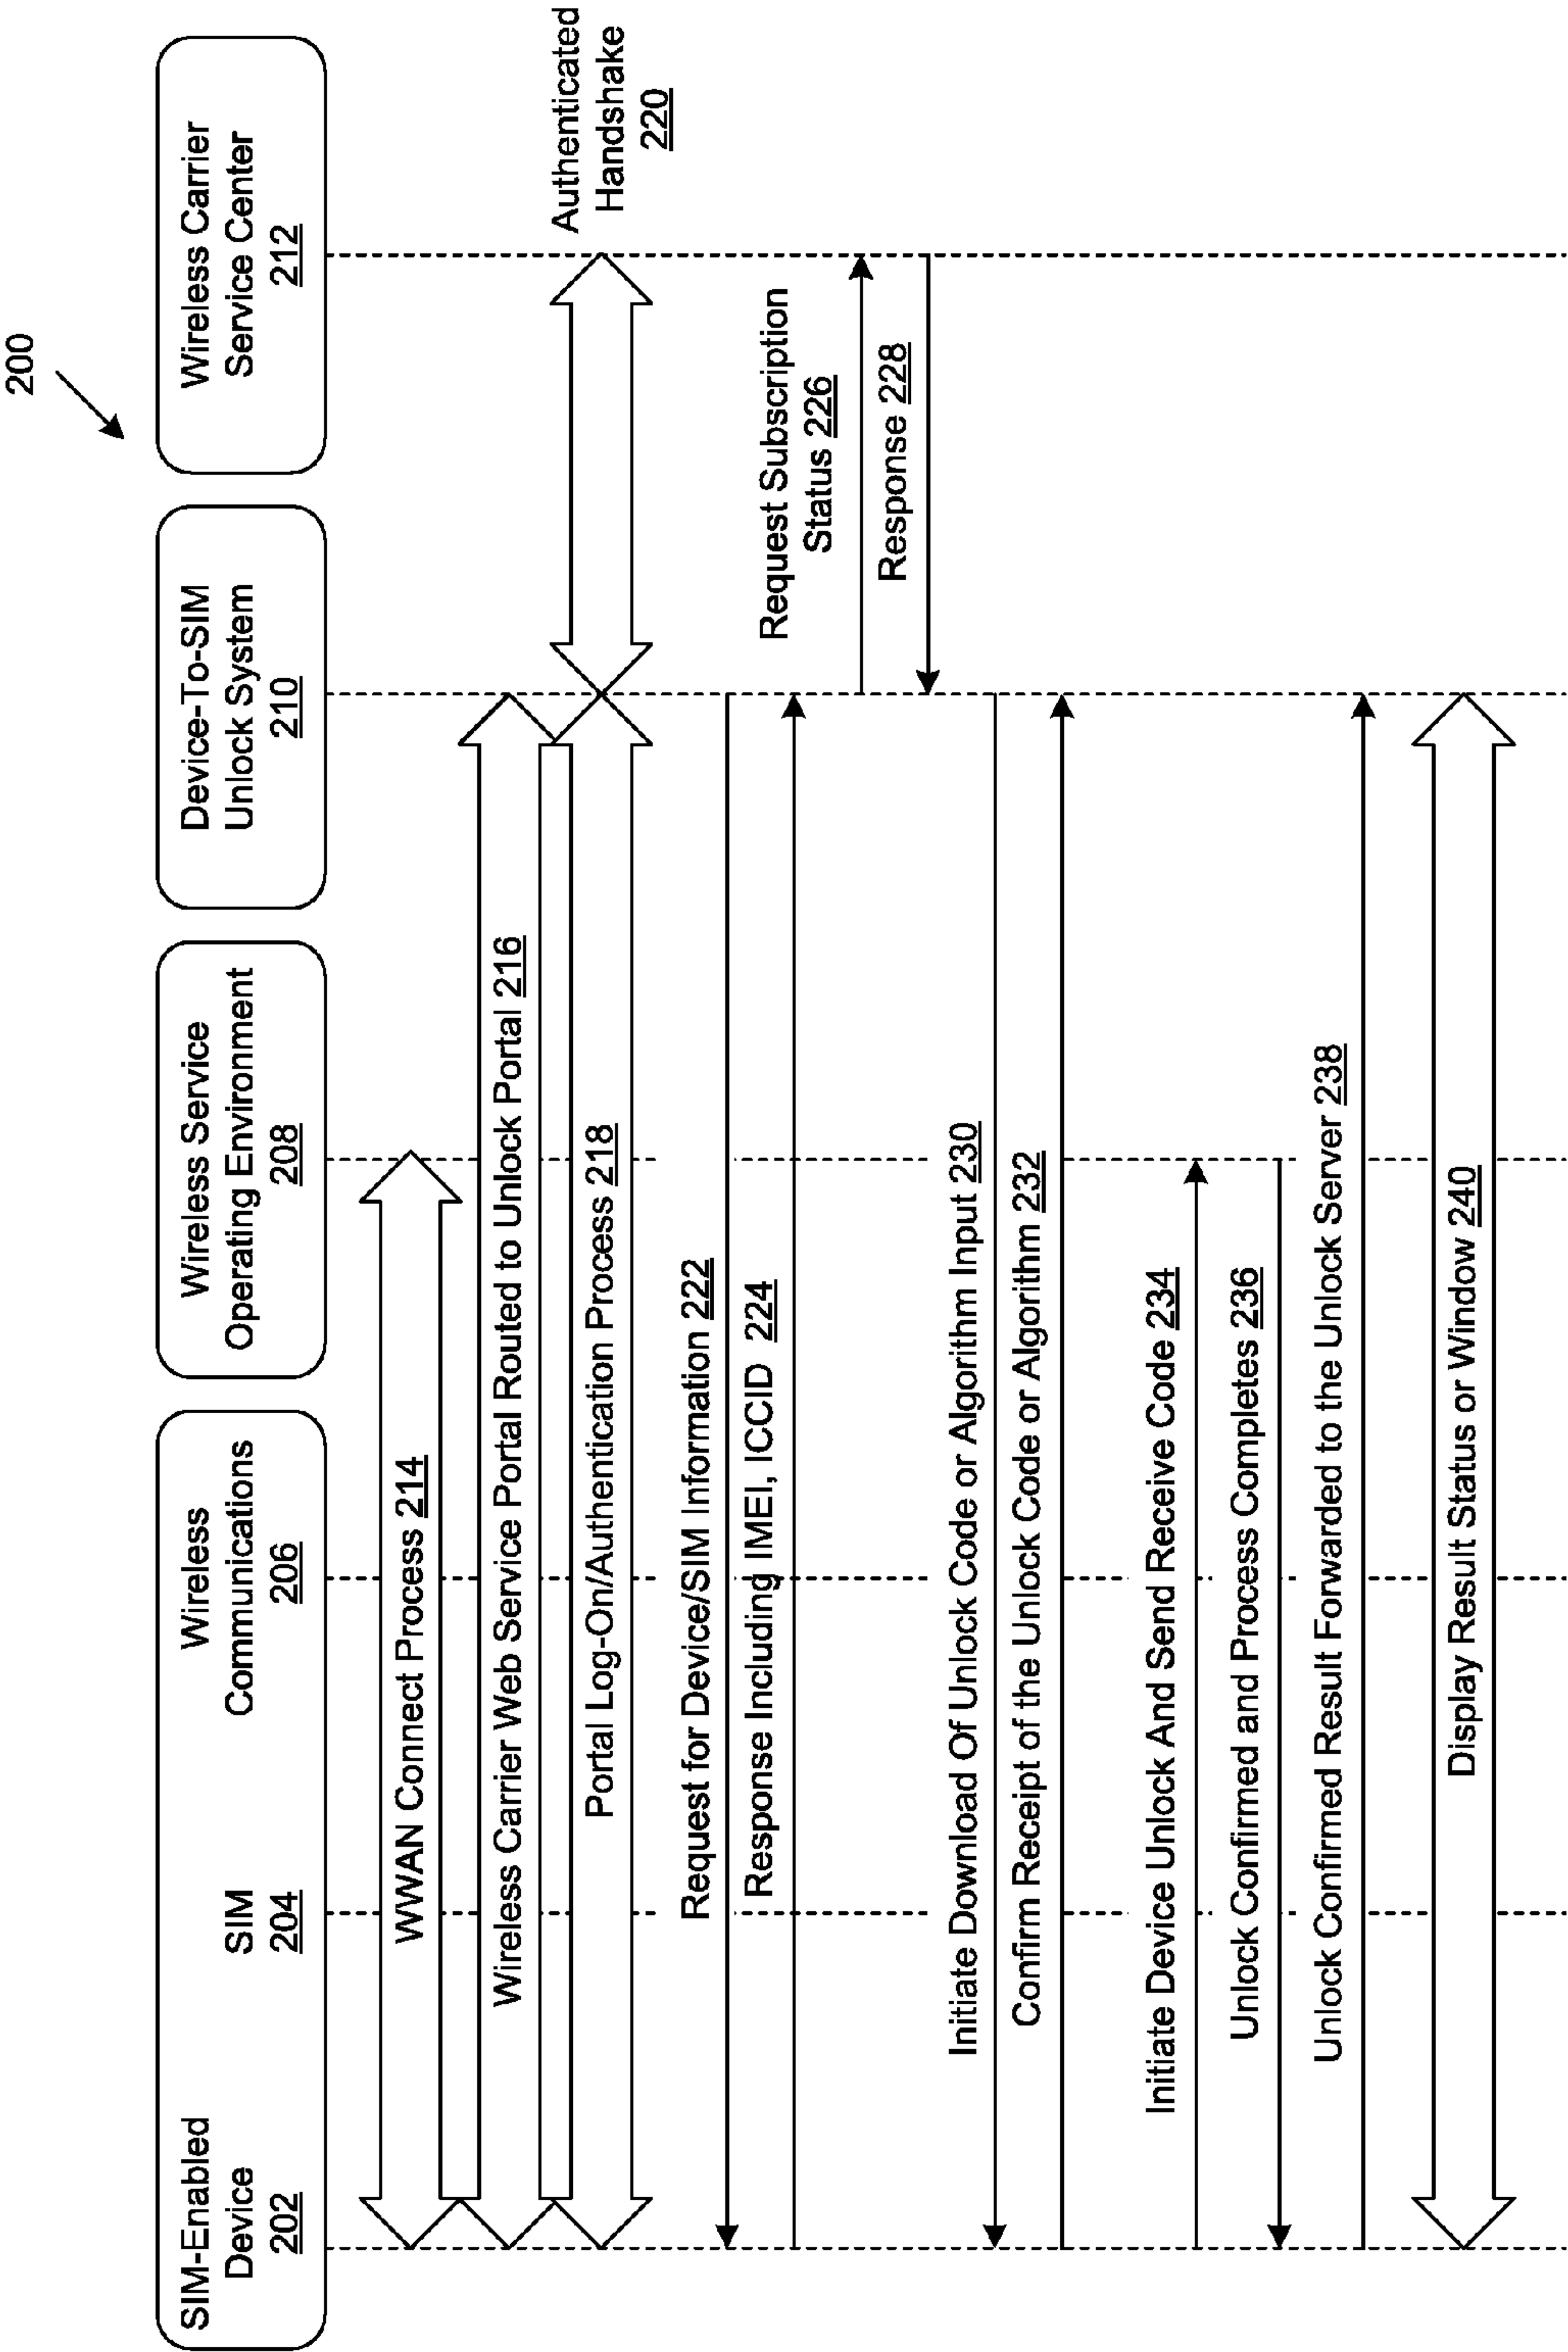 200
SIM-Enabled
Device
202
SIM
204
Wireless
Communications
206
Wireless Service
Operating Environment
208
Device-To-SIM
Unlock System
210
Wireless Carrier
Service Center
212
WWAN Connect Process 214
Wireless Carrier Web Service Portal Routed to Unlock Portal 216
Portal Log-On/Authentication Process 218
Authenticated
Handshake
220
Request for Device/SIM Information 222
Response Including IMEI, ICCID 224
Request Subscription
Status 226
Response 228
Initiate Download Of Unlock Code or Algorithm Input 230
Confirm Receipt of the Unlock Code or Algorithm 232
Initiate Device Unlock And Send Receive Code 234
Unlock Confirmed and Process Completes 236
Unlock Confirmed Result Forwarded to the Unlock Server 238
Display Result Status or Window 240